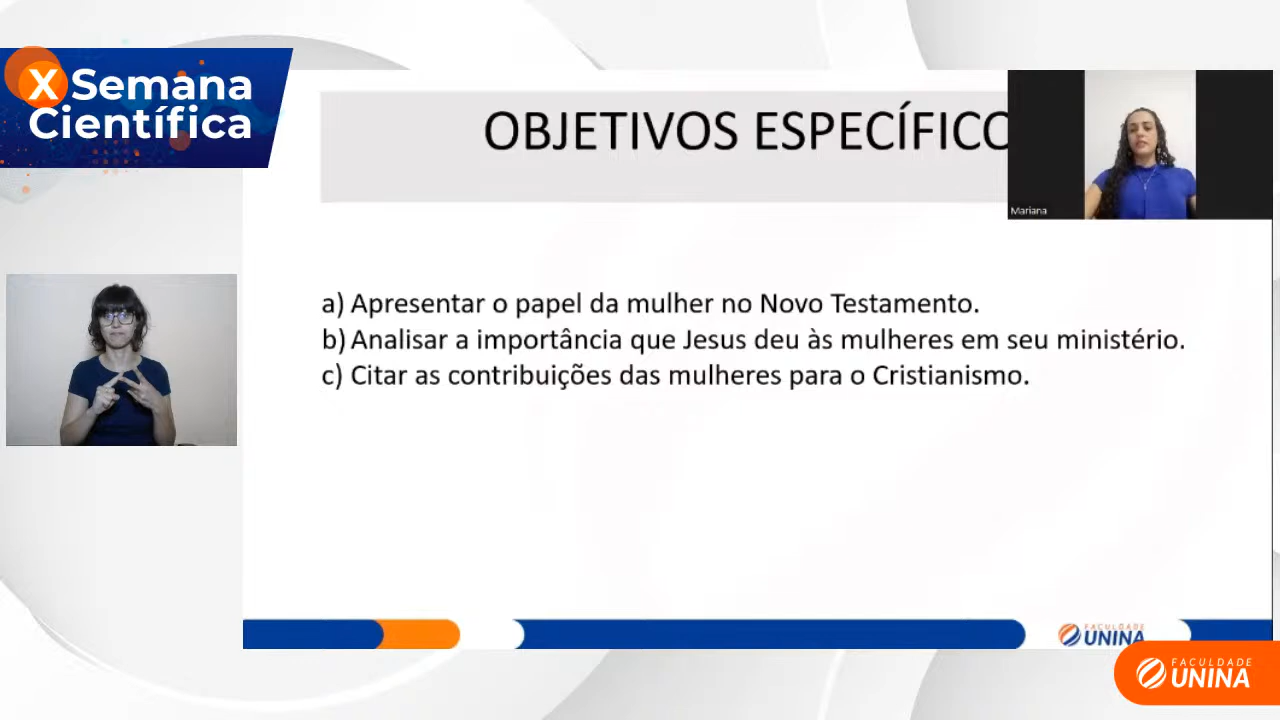 X Semana
Científica
OBJETIVOS ESPECÍFICO
Mariana
a) Apresentar o papel da mulher no Novo Testamento.
b) Analisar a importância que Jesus deu às mulheres em seu ministério.
c) Citar as contribuições das mulheres para o Cristianismo.
FACULDADE
UNINA
FACULDADE
UNINA